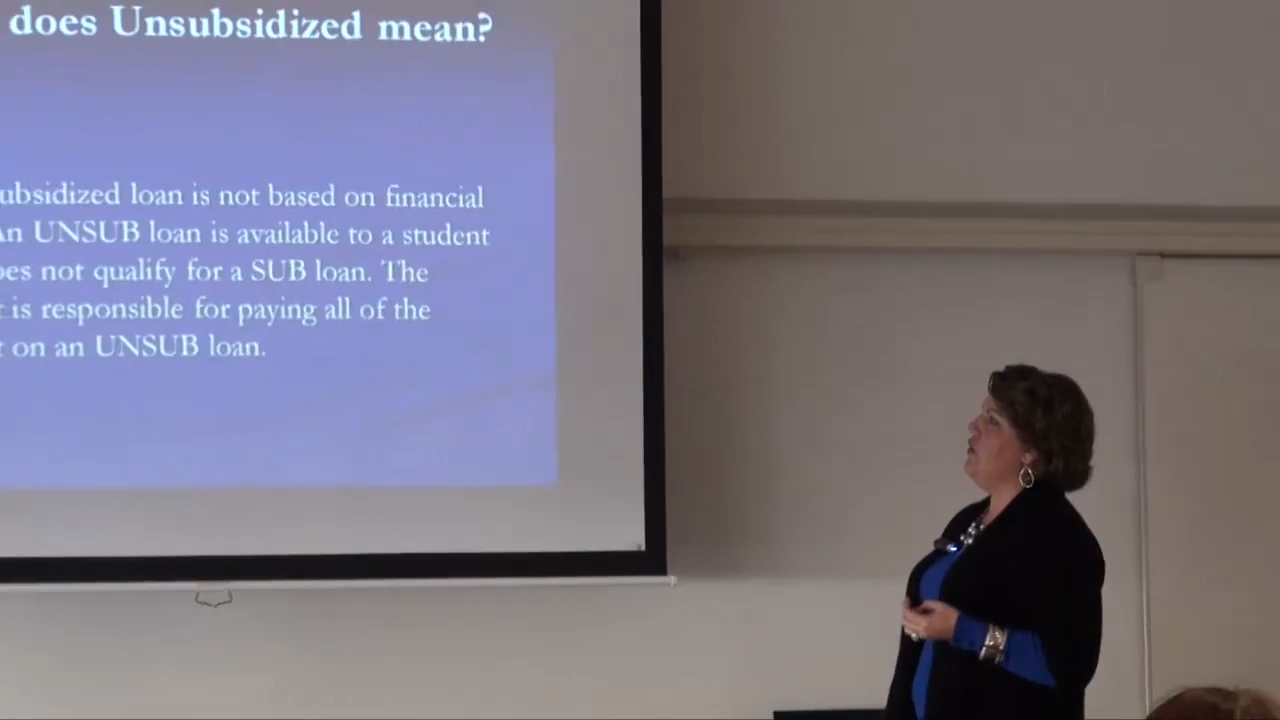 does Unsubsidized mean?
ubsidized loan is not based on financial
An UNSUB loan is available to a student
oes not qualify for a SUB loan. The
t is responsible for paying all of the
t on an UNSUB loan.